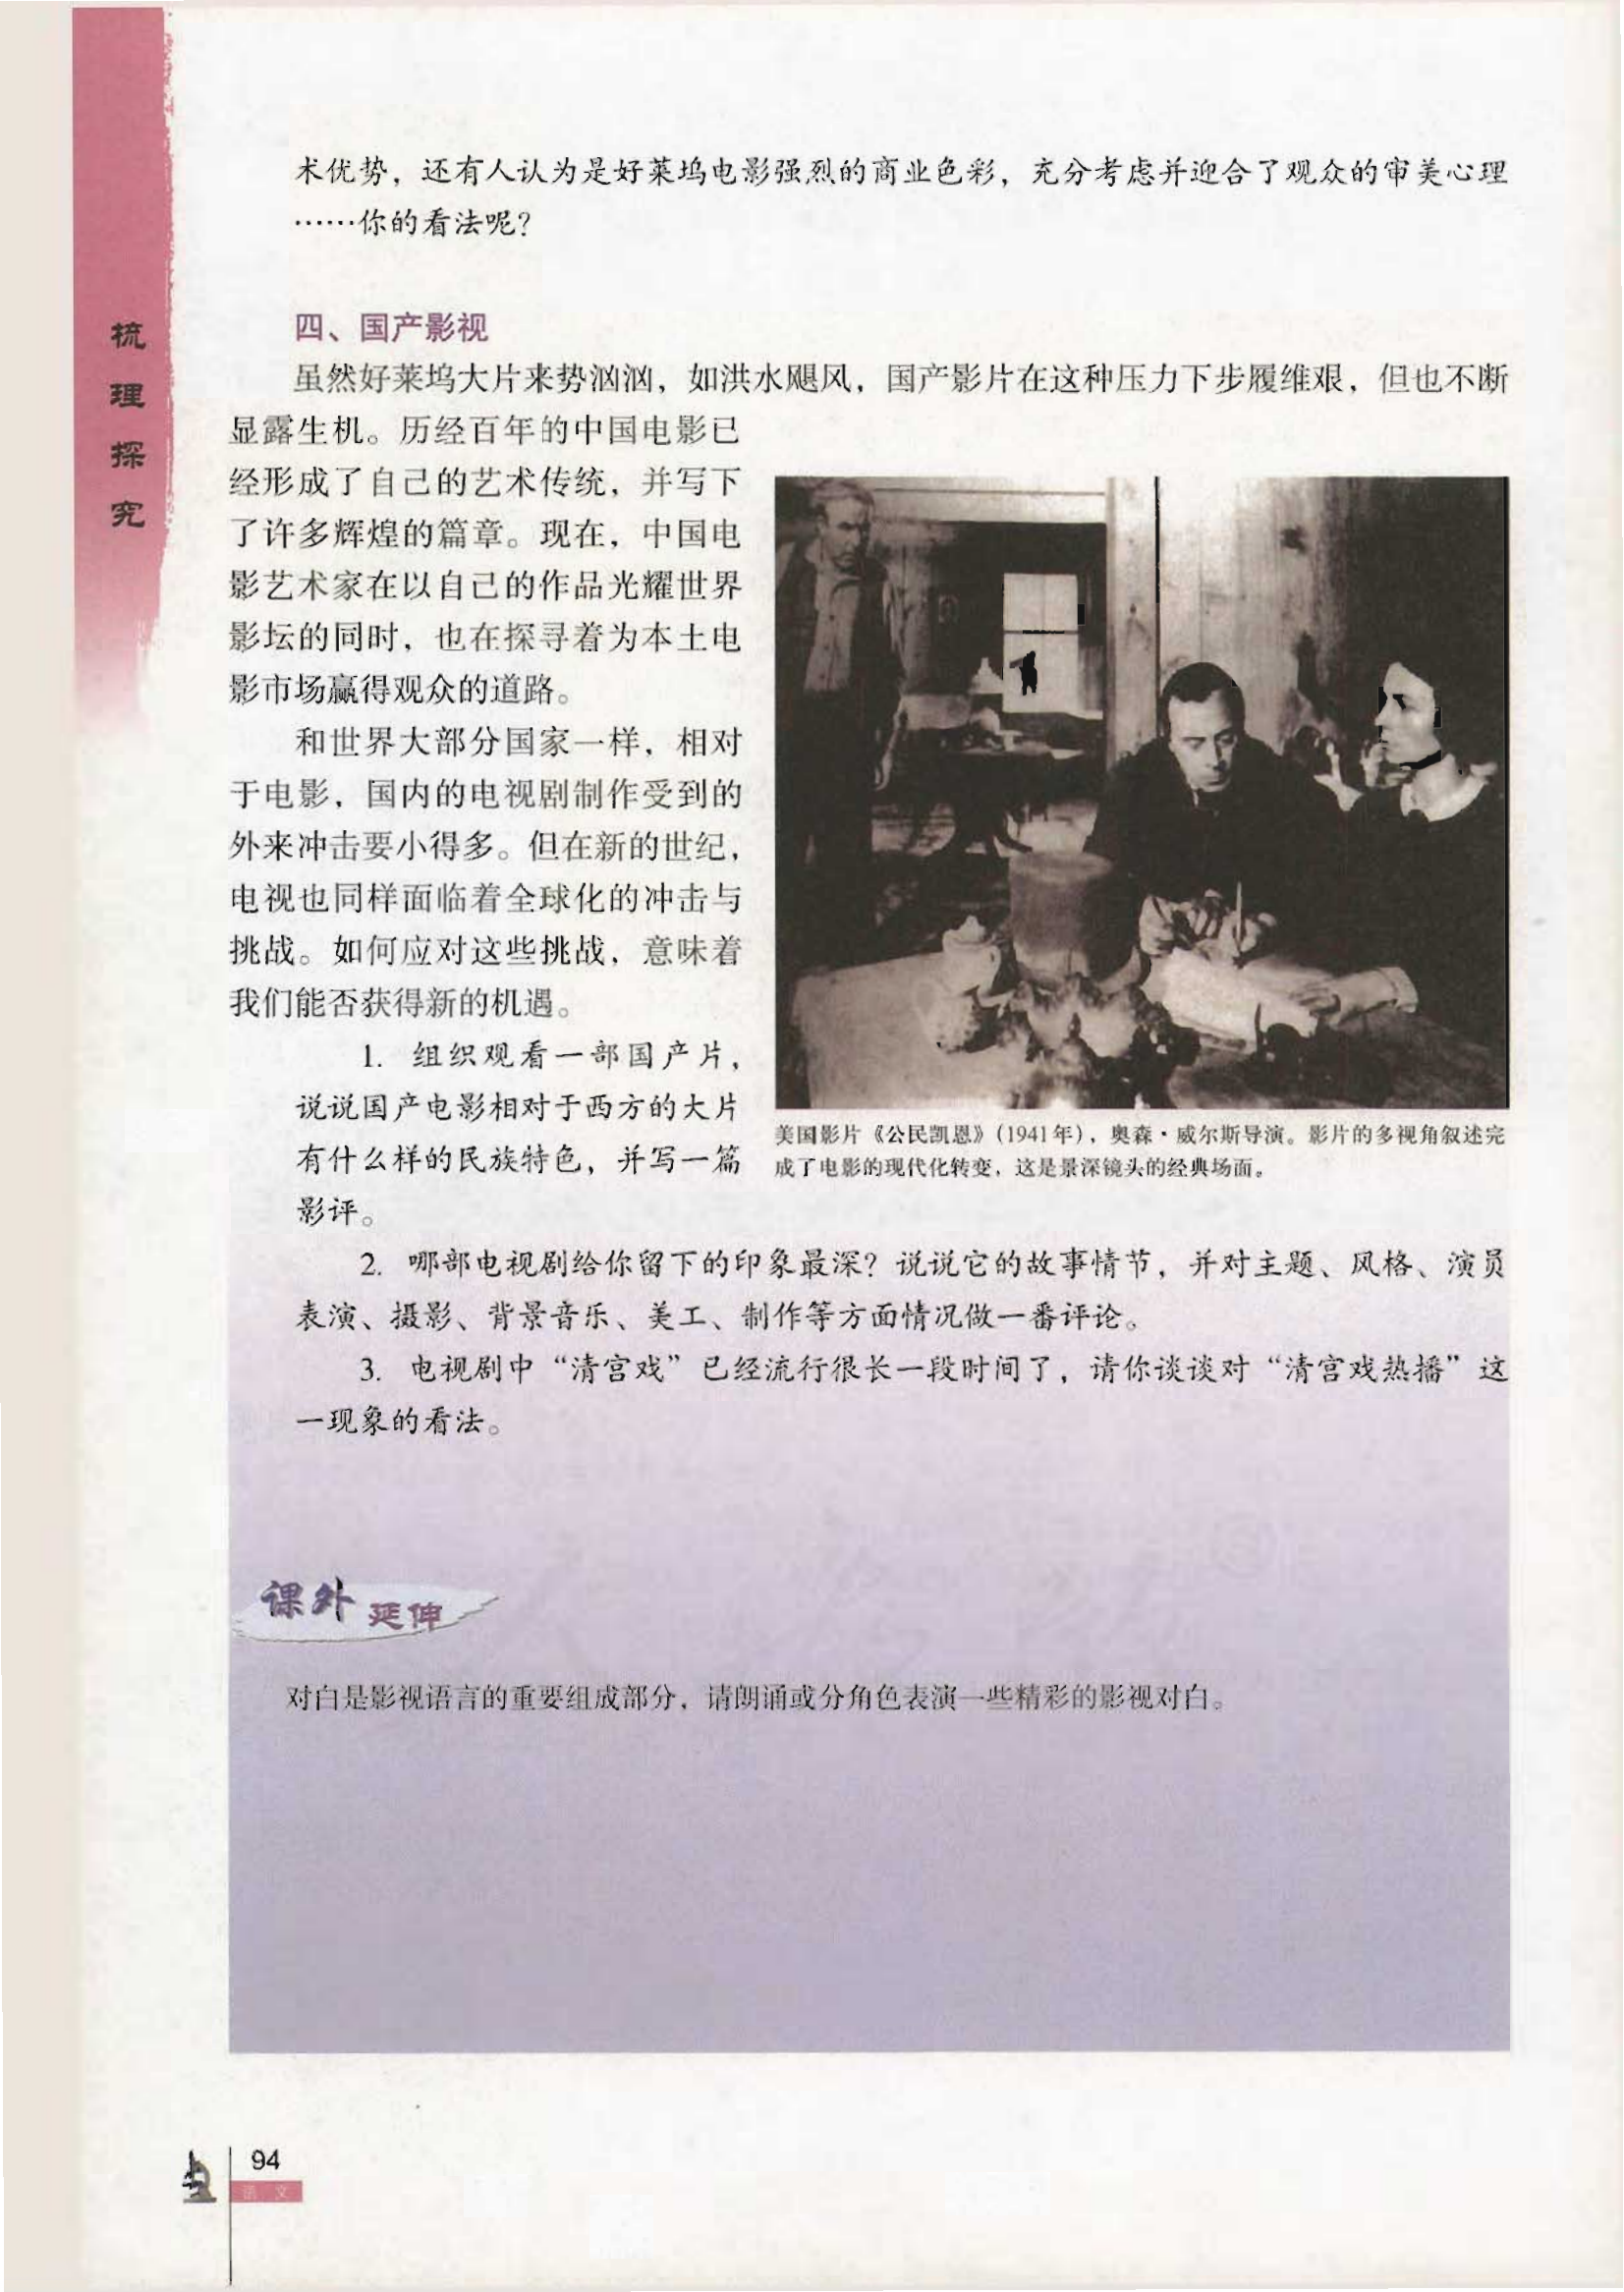 梳理探究
术优势，还有人认为是好莱坞电影强烈的商业色彩，充分考虑并迎合了观众的审美心理
……你的看法呢？
四、国产影视
虽然好莱坞大片来势汹汹，如洪水飓风，国产影片在这种压力下步履维艰，但也不断
显露生机。历经百年的中国电影已
经形成了自己的艺术传统，并写下
了许多辉煌的篇章。现在，中国电
影艺术家在以自己的作品光耀世界
影坛的同时，也在探寻着为本土电
影市场赢得观众的道路。
和世界大部分国家一样，相对
于电影，国内的电视剧制作受到的
外来冲击要小得多。但在新的世纪，
电视也同样面临着全球化的冲击与
挑战。如何应对这些挑战，意味着
我们能否获得新的机遇。
1. 组织观看一部国产片，
说说国产电影相对于西方的大片
有什么样的民族特色，并写一篇
影评。
美国影片《公民凯恩》(1941年)，奥森·威尔斯导演。影片的多视角叙述完
成了电影的现代化转变，这是景深镜头的经典场面。
2. 哪部电视剧给你留下的印象最深？说说它的故事情节，并对主题、风格、演员
表演、摄影、背景音乐、美工、制作等方面情况做一番评论。
3. 电视剧中“清宫戏”已经流行很长一段时间了，请你谈谈对“清宫戏热播”这
一现象的看法。
课外延伸
对白是影视语言的重要组成部分，请朗诵或分角色表演一些精彩的影视对白。
94
语文